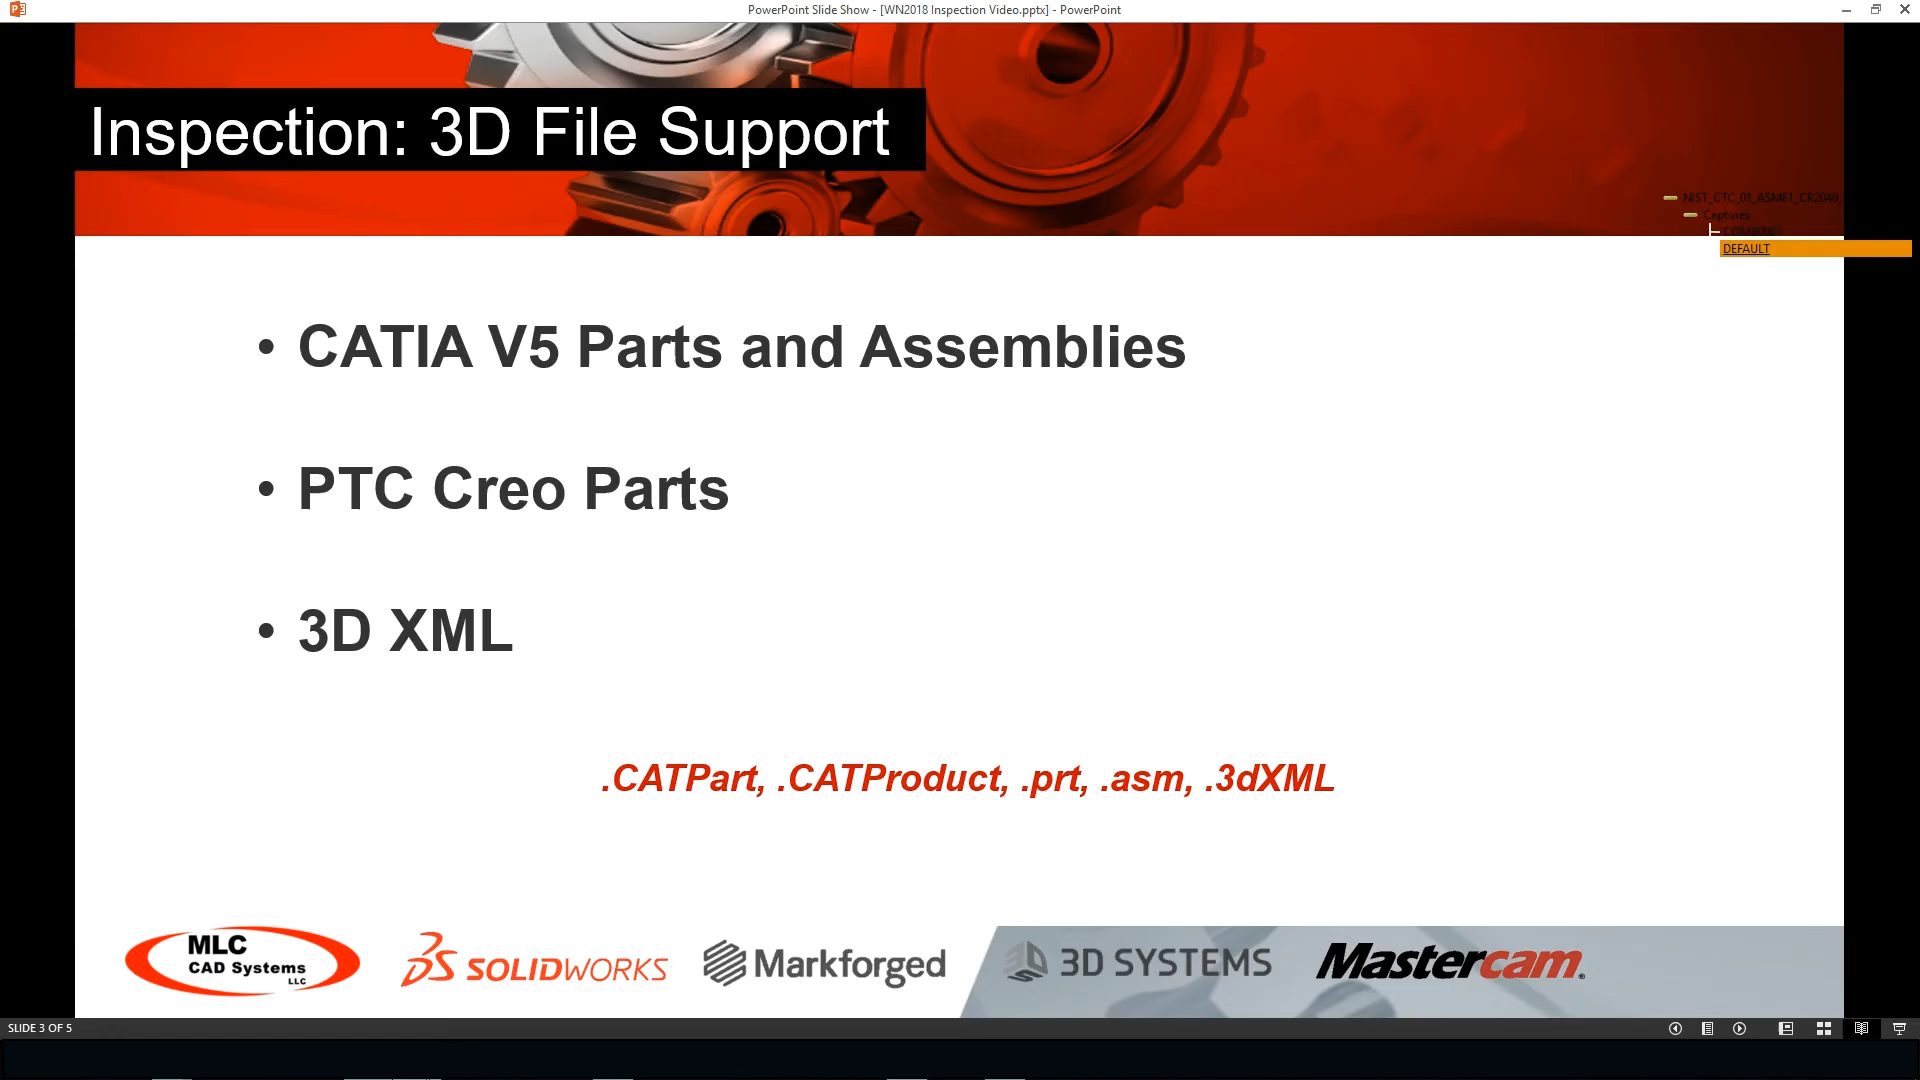 PowerPoint Slide Show - [WN2018 Inspection Video.pptx] - PowerPoint
Inspection: 3D File Support
NIST_CTC_01_ASME1_CR2040_
Captures
DEFAULT
• CATIA V5 Parts and Assemblies
• PTC Creo Parts
• 3D XML
.CATPart, .CATProduct, .prt, .asm, .3dXML
MLC
CAD Systems
LLC
SOLIDWORKS
Markforged
3D SYSTEMS
Mastercam®
SLIDE 3 OF 5